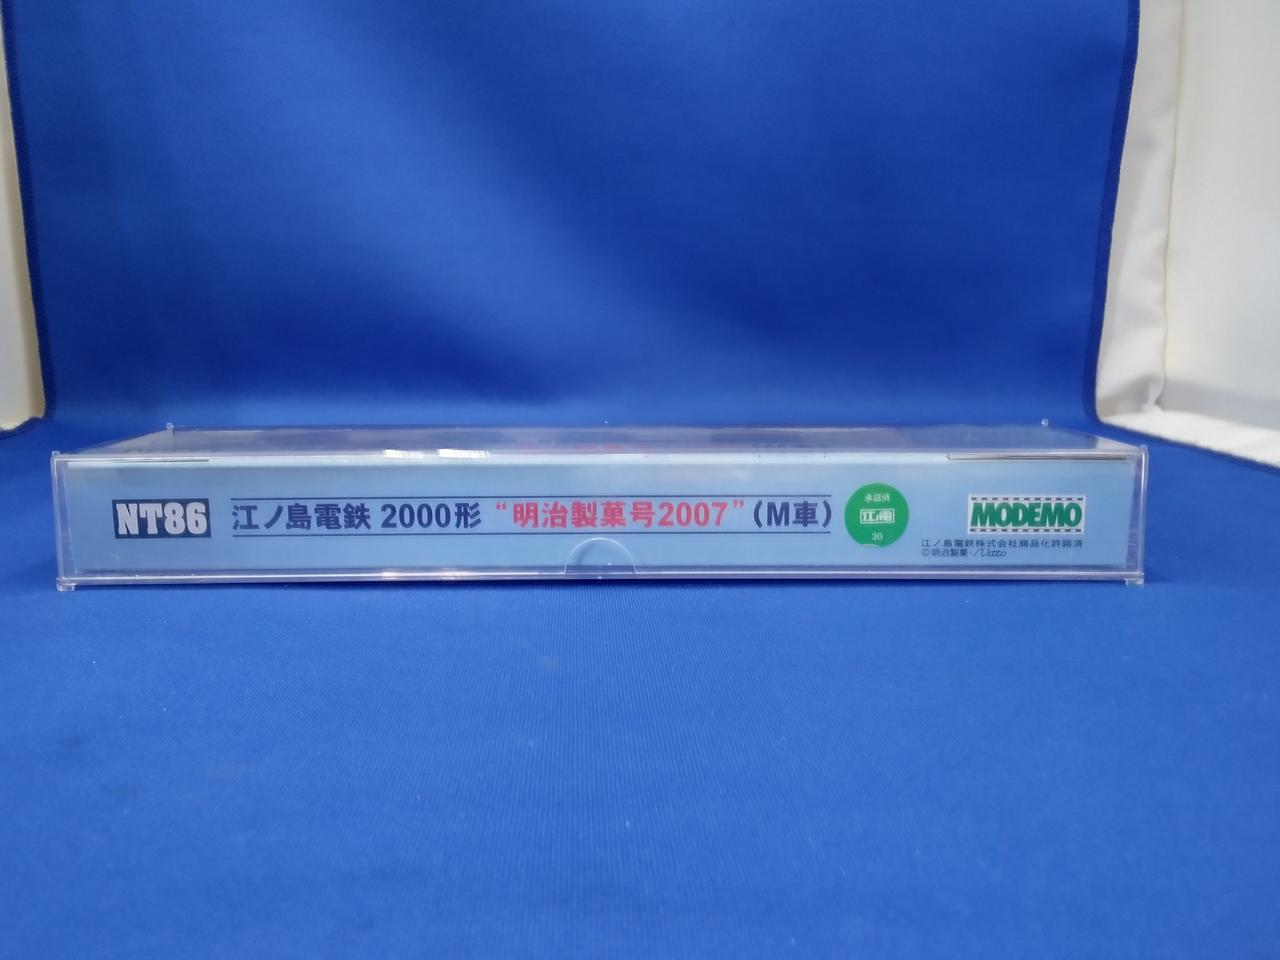 NT86
江ノ島電鉄 2000形 “明治製菓号2007” (M車)
承認済
江ノ電
30
MODEMO
江ノ島電鉄株式会社商品化許諾済
©明治製菓・Nitto